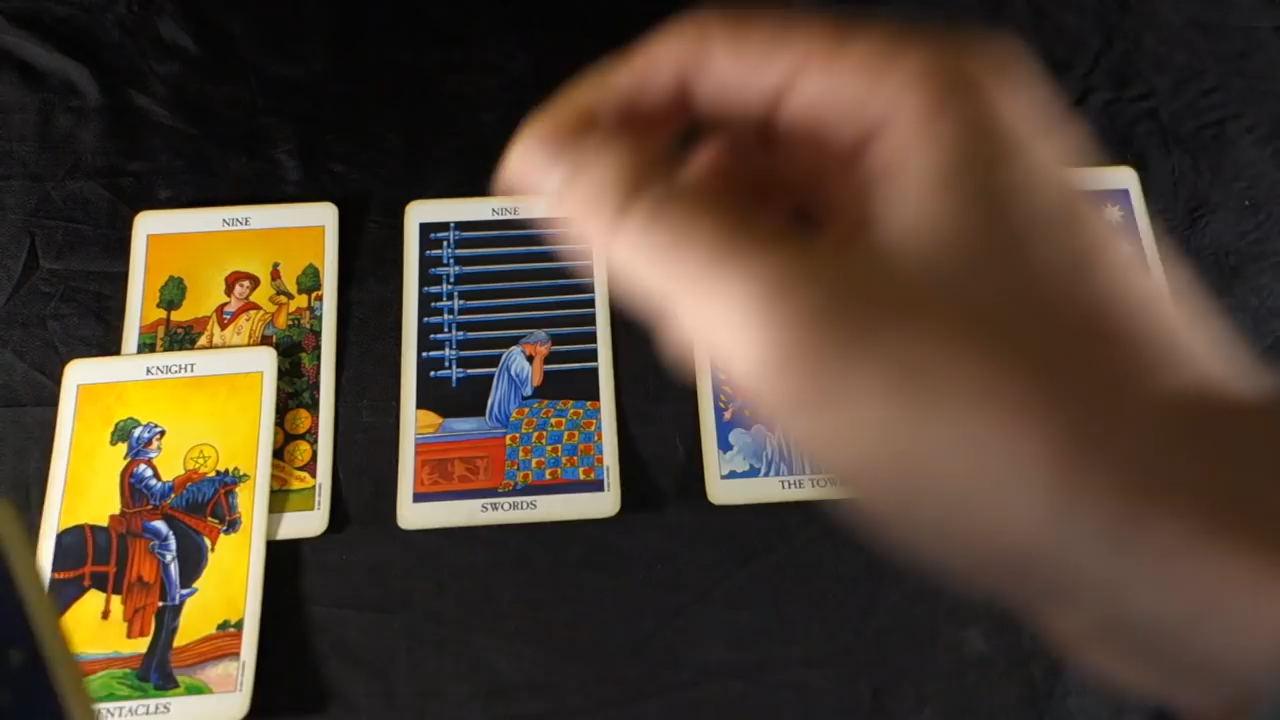 NINE
KNIGHT
ENTACLES
NINE
SWORDS
THE TOW